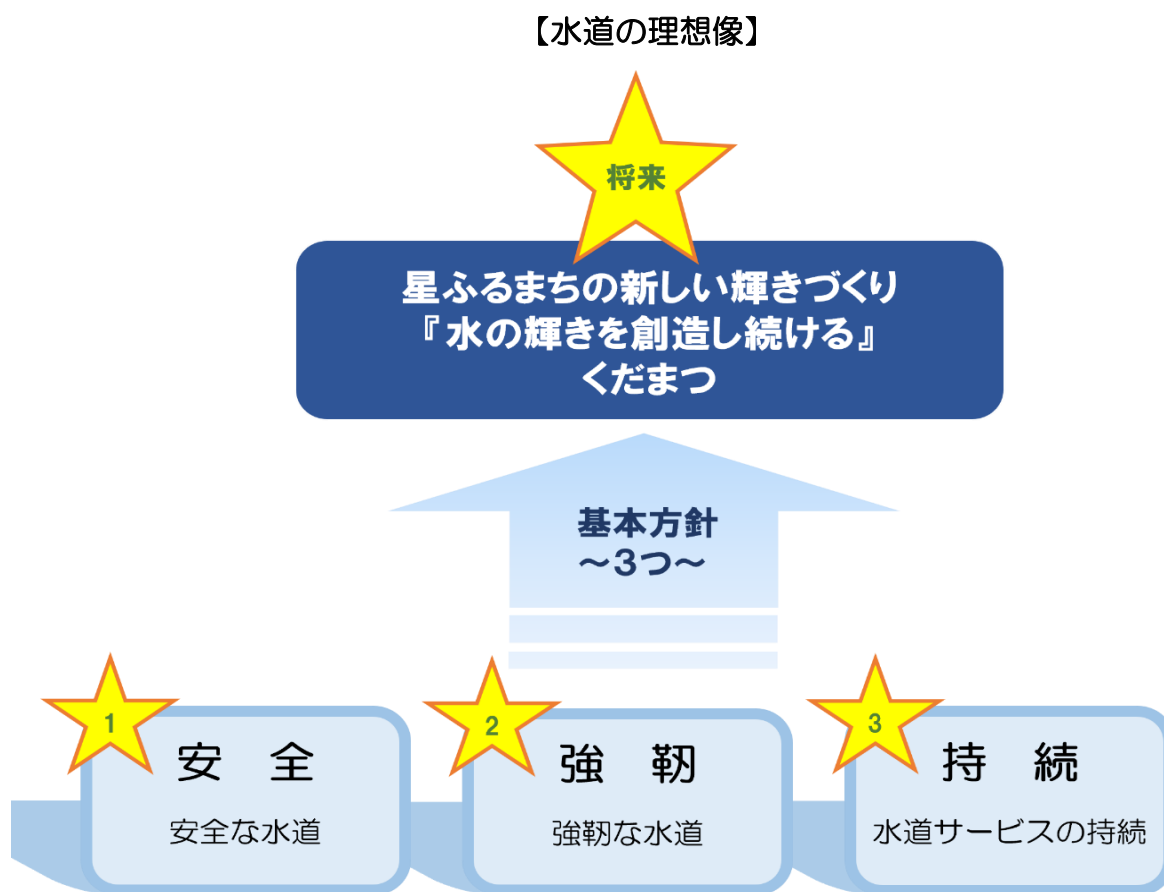 【水道の理想像】
将来
星ふるまちの新しい輝きづくり
『水の輝きを創造し続ける』
くだまつ
基本方針
～3つ～
1
安　全
安全な水道
2
強　靭
強靭な水道
3
持　続
水道サービスの持続